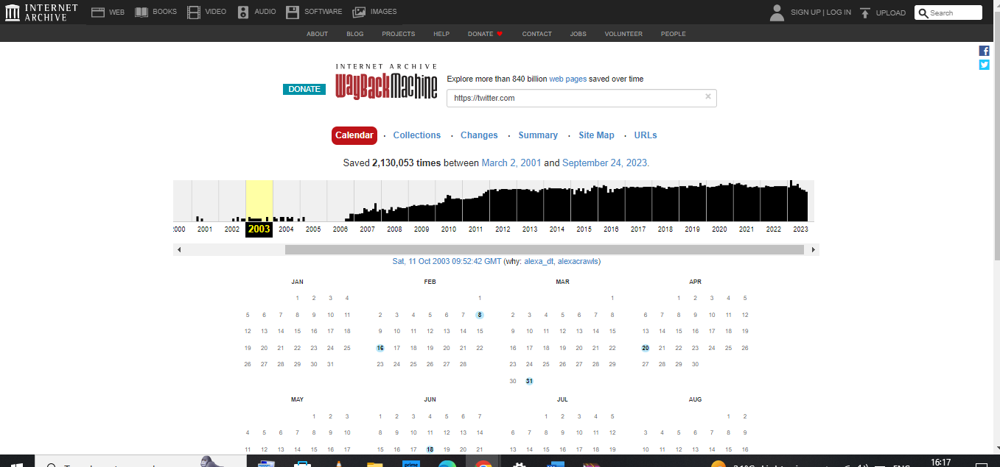 INTERNET ARCHIVE
WEB BOOKS VIDEO AUDIO SOFTWARE IMAGES SIGN UP | LOG IN UPLOAD Search
ABOUT BLOG PROJECTS HELP DONATE CONTACT JOBS VOLUNTEER PEOPLE
DONATE
INTERNET ARCHIVE
WayBackMachine
Explore more than 840 billion web pages saved over time
https://twitter.com ×
Calendar · Collections · Changes · Summary · Site Map · URLs
Saved 2,130,053 times between March 2, 2001 and September 24, 2023.
2001 2002 2003 2004 2005 2006 2007 2008 2009 2010 2011 2012 2013 2014 2015 2016 2017 2018 2019 2020 2021 2022 2023
Sat, 11 Oct 2003 09:52:42 GMT (why: alexa_dt, alexacrawls)
JAN FEB MAR APR
1 2 3 4 1 1 1 2 3 4 5
5 6 7 8 9 10 11 2 3 4 5 6 7 8 2 3 4 5 6 7 8 6 7 8 9 10 11 12
12 13 14 15 16 17 18 9 10 11 12 13 14 15 9 10 11 12 13 14 15 13 14 15 16 17 18 19
19 20 21 22 23 24 25 16 17 18 19 20 21 22 16 17 18 19 20 21 22 20 21 22 23 24 25 26
26 27 28 29 30 31 23 24 25 26 27 28 23 24 25 26 27 28 29 27 28 29 30
30 31
MAY JUN JUL AUG
1 2 3 1 2 3 4 5 6 7 1 2 3 4 5 1 2
4 5 6 7 8 9 10 8 9 10 11 12 13 14 6 7 8 9 10 11 12 3 4 5 6 7 8 9
11 12 13 14 15 16 17 15 16 17 18 19 20 21 13 14 15 16 17 18 19 10 11 12 13 14 15 16
prime 16:17